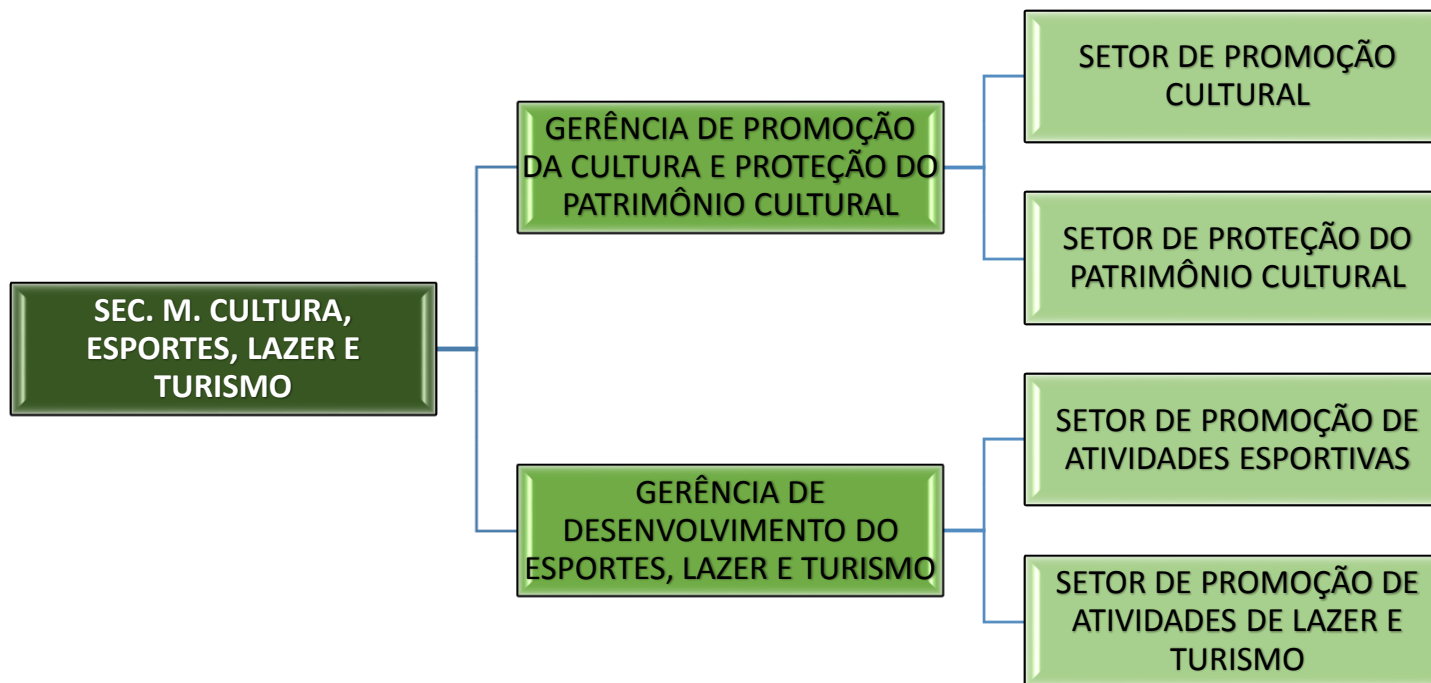 SEC. M. CULTURA,
ESPORTES, LAZER E
TURISMO
GERÊNCIA DE PROMOÇÃO
DA CULTURA E PROTEÇÃO DO
PATRIMÔNIO CULTURAL
SETOR DE PROMOÇÃO
CULTURAL
SETOR DE PROTEÇÃO DO
PATRIMÔNIO CULTURAL
GERÊNCIA DE
DESENVOLVIMENTO DO
ESPORTES, LAZER E TURISMO
SETOR DE PROMOÇÃO DE
ATIVIDADES ESPORTIVAS
SETOR DE PROMOÇÃO DE
ATIVIDADES DE LAZER E
TURISMO